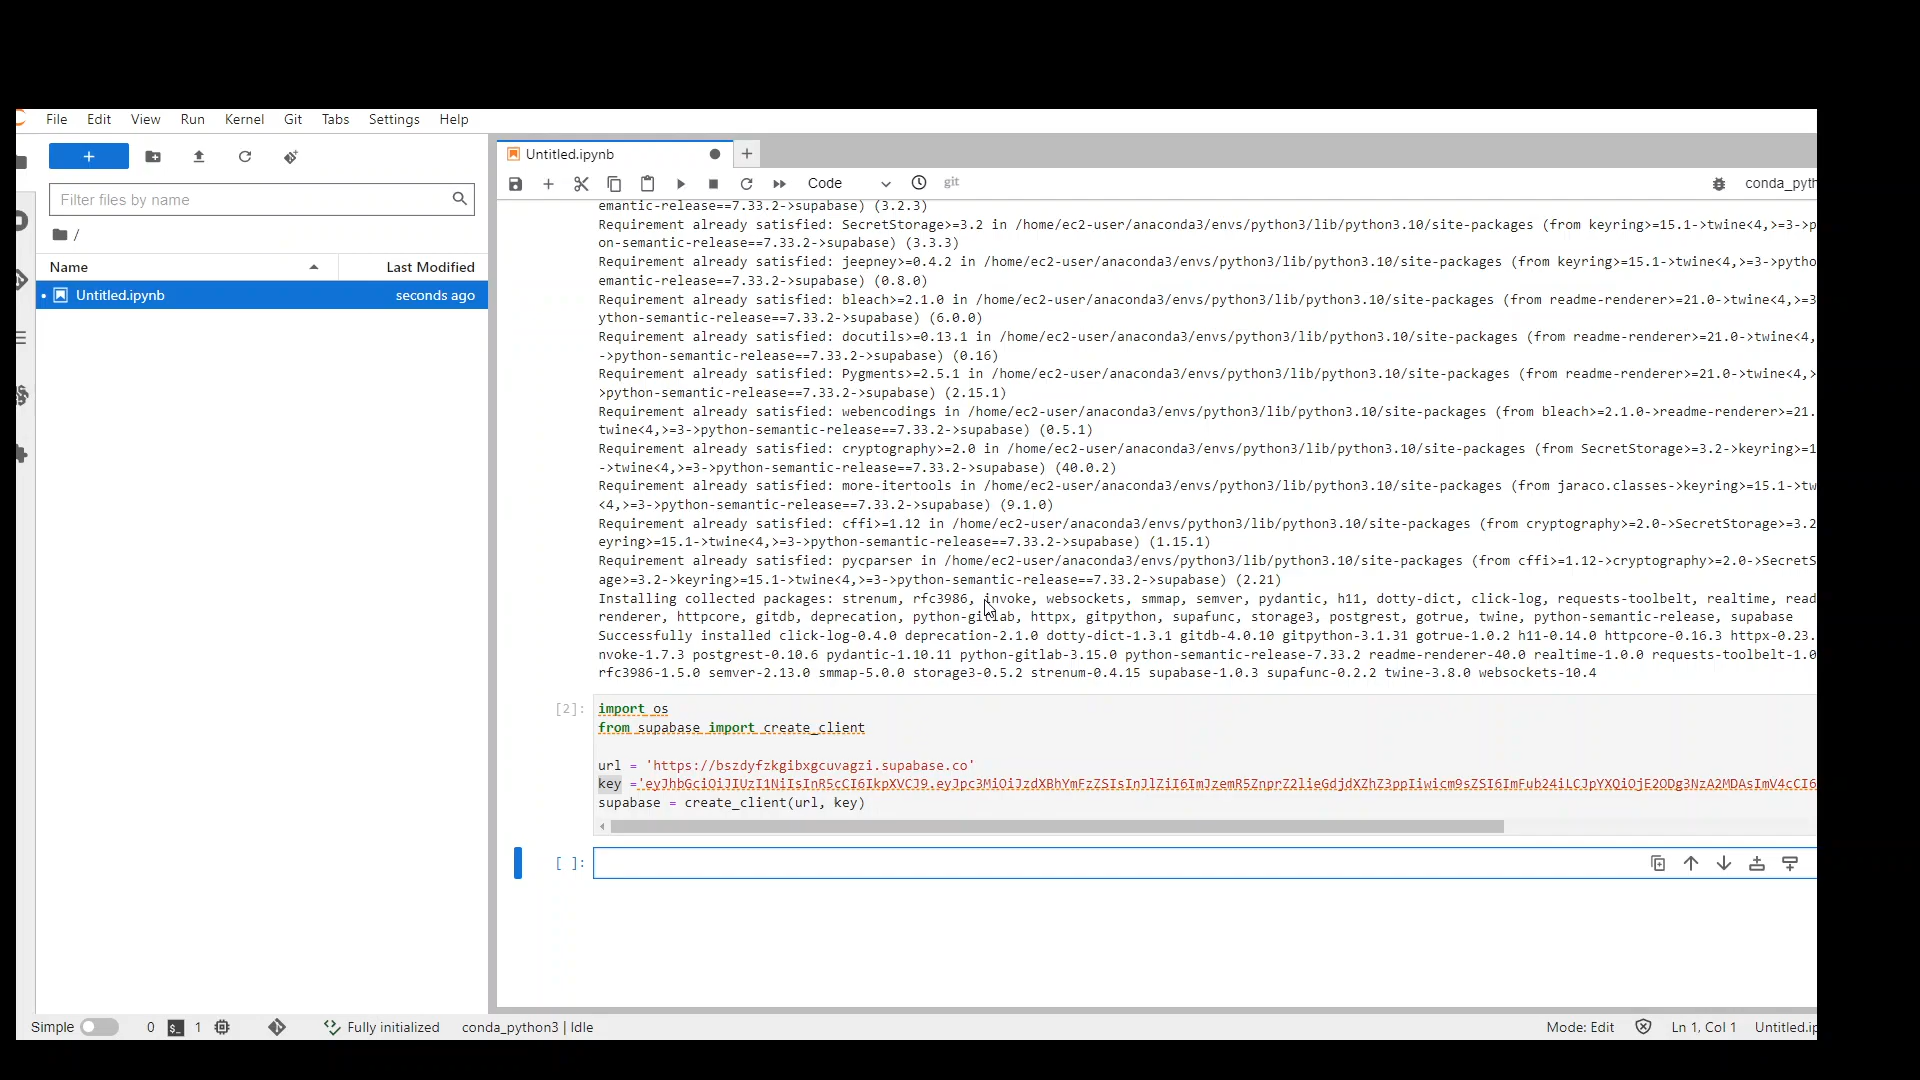 File Edit View Run Kernel Git Tabs Settings Help
Untitled.ipynb
Filter files by name
Code
git
conda_pyth
/
Name Last Modified
Untitled.ipynb seconds ago
emantic-release==7.33.2->supabase) (3.2.3)
Requirement already satisfied: SecretStorage>=3.2 in /home/ec2-user/anaconda3/envs/python3/lib/python3.10/site-packages (from keyring>=15.1->twine<4,>=3->p
on-semantic-release==7.33.2->supabase) (3.3.3)
Requirement already satisfied: jeepney>=0.4.2 in /home/ec2-user/anaconda3/envs/python3/lib/python3.10/site-packages (from keyring>=15.1->twine<4,>=3->pytho
emantic-release==7.33.2->supabase) (0.8.0)
Requirement already satisfied: bleach>=2.1.0 in /home/ec2-user/anaconda3/envs/python3/lib/python3.10/site-packages (from readme-renderer>=21.0->twine<4,>=3
ython-semantic-release==7.33.2->supabase) (6.0.0)
Requirement already satisfied: docutils>=0.13.1 in /home/ec2-user/anaconda3/envs/python3/lib/python3.10/site-packages (from readme-renderer>=21.0->twine<4,
->python-semantic-release==7.33.2->supabase) (0.16)
Requirement already satisfied: Pygments>=2.5.1 in /home/ec2-user/anaconda3/envs/python3/lib/python3.10/site-packages (from readme-renderer>=21.0->twine<4,>
>python-semantic-release==7.33.2->supabase) (2.15.1)
Requirement already satisfied: webencodings in /home/ec2-user/anaconda3/envs/python3/lib/python3.10/site-packages (from bleach>=2.1.0->readme-renderer>=21.
twine<4,>=3->python-semantic-release==7.33.2->supabase) (0.5.1)
Requirement already satisfied: cryptography>=2.0 in /home/ec2-user/anaconda3/envs/python3/lib/python3.10/site-packages (from SecretStorage>=3.2->keyring>=1
->twine<4,>=3->python-semantic-release==7.33.2->supabase) (40.0.2)
Requirement already satisfied: more-itertools in /home/ec2-user/anaconda3/envs/python3/lib/python3.10/site-packages (from jaraco.classes->keyring>=15.1->tw
<4,>=3->python-semantic-release==7.33.2->supabase) (9.1.0)
Requirement already satisfied: cffi>=1.12 in /home/ec2-user/anaconda3/envs/python3/lib/python3.10/site-packages (from cryptography>=2.0->SecretStorage>=3.2
eyring>=15.1->twine<4,>=3->python-semantic-release==7.33.2->supabase) (1.15.1)
Requirement already satisfied: pycparser in /home/ec2-user/anaconda3/envs/python3/lib/python3.10/site-packages (from cffi>=1.12->cryptography>=2.0->SecretS
age>=3.2->keyring>=15.1->twine<4,>=3->python-semantic-release==7.33.2->supabase) (2.21)
Installing collected packages: strenum, rfc3986, invoke, websockets, smmap, semver, pydantic, h11, dotty-dict, click-log, requests-toolbelt, realtime, read
renderer, httpcore, gitdb, deprecation, python-gitlab, httpx, gitpython, supafunc, storage3, postgrest, gotrue, twine, python-semantic-release, supabase
Successfully installed click-log-0.4.0 deprecation-2.1.0 dotty-dict-1.3.1 gitdb-4.0.10 gitpython-3.1.31 gotrue-1.0.2 h11-0.14.0 httpcore-0.16.3 httpx-0.23.
nvoke-1.7.3 postgrest-0.10.6 pydantic-1.10.11 python-gitlab-3.15.0 python-semantic-release-7.33.2 readme-renderer-40.0 realtime-1.0.0 requests-toolbelt-1.0
rfc3986-1.5.0 semver-2.13.0 smmap-5.0.0 storage3-0.5.2 strenum-0.4.15 supabase-1.0.3 supafunc-0.2.2 twine-3.8.0 websockets-10.4
[2]: import os
from supabase import create_client
url = 'https://bszdyfzkgibxgcuvagzi.supabase.co'
key ='eyJhbGciOiJIUzI1NiIsInR5cCI6IkpXVCJ9.eyJpc3MiOiJzdXBhYmFzZSIsInJlZiI6ImJzemR5ZnprZ2lieGdjdXZhZ3ppIiwicm9sZSI6ImFub24iLCJpYXQiOjE2ODg3NzA2MDAsImV4cCI6
supabase = create_client(url, key)
[ ]:
Simple 0 $_ 1 Fully initialized conda_python3 | Idle Mode: Edit Ln 1, Col 1 Untitled.ip